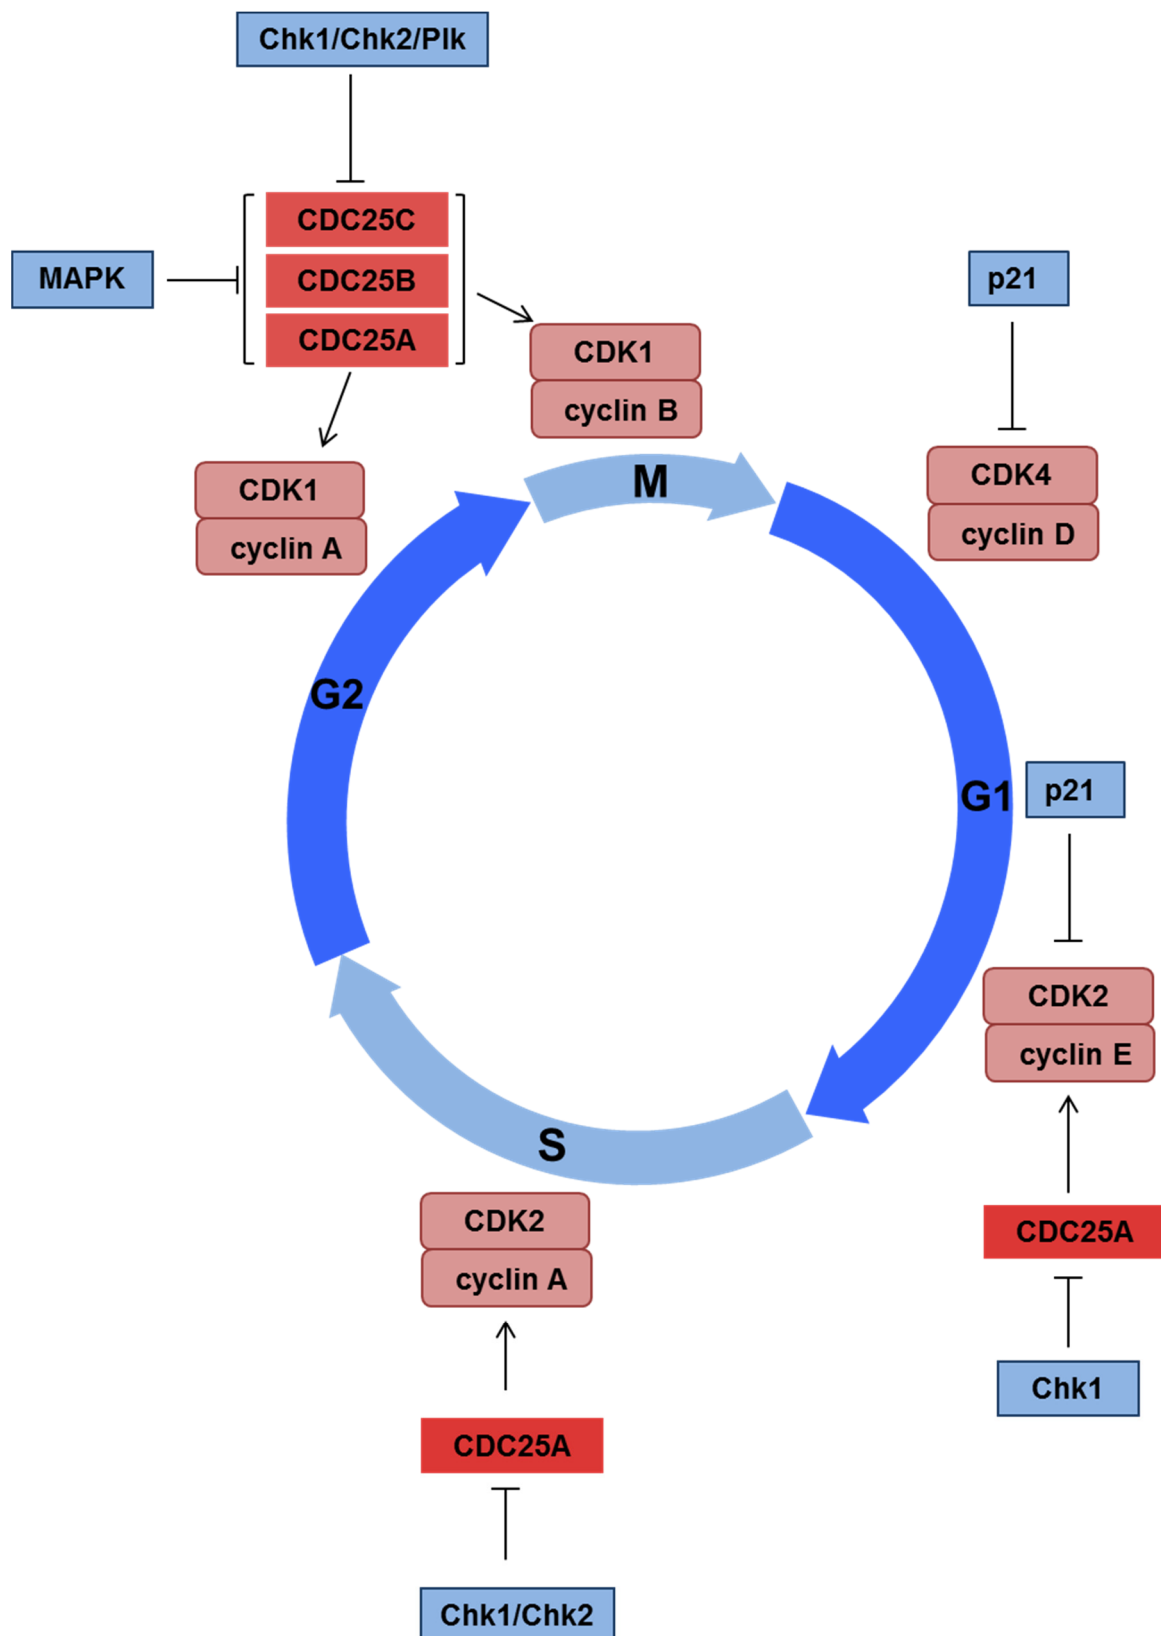 Chk1/Chk2/Plk
CDC25C
MAPK
CDC25B
p21
CDC25A
CDK1
cyclin B
CDK4
cyclin D
CDK1
cyclin A
M
G2
G1
p21
CDK2
cyclin E
S
CDK2
cyclin A
CDC25A
Chk1
CDC25A
Chk1/Chk2